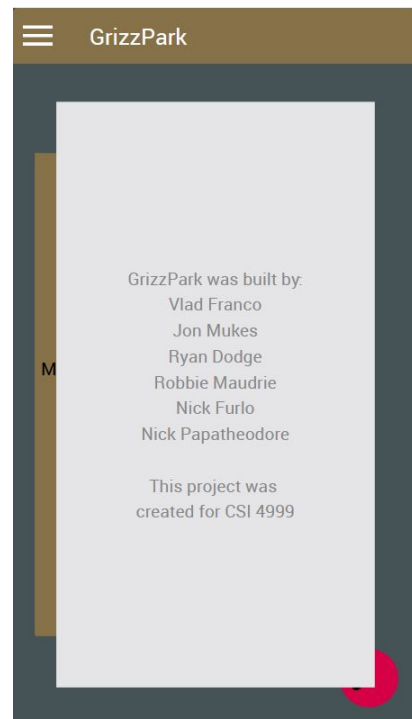 GrizzPark
GrizzPark was built by:
Vlad Franco
Jon Mukes
Ryan Dodge
Robbie Maudrie
Nick Furlo
Nick Papatheodore
This project was
created for CSI 4999